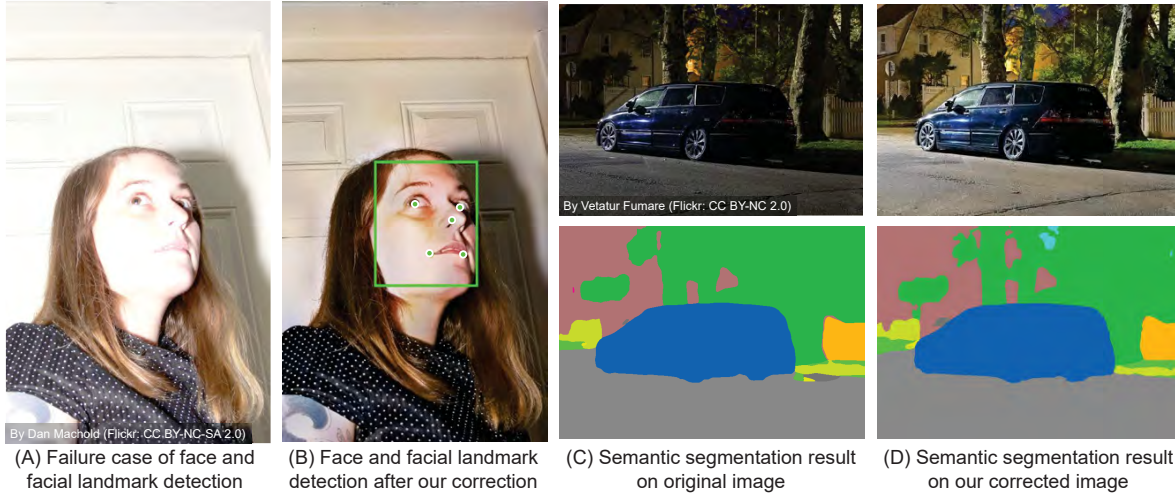 By Dan Machold (Flickr: CC BY-NC-SA 2.0)
By Vetatur Fumare (Flickr: CC BY-NC 2.0)
(A) Failure case of face and
facial landmark detection
(B) Face and facial landmark
detection after our correction
(C) Semantic segmentation result
on original image
(D) Semantic segmentation result
on our corrected image